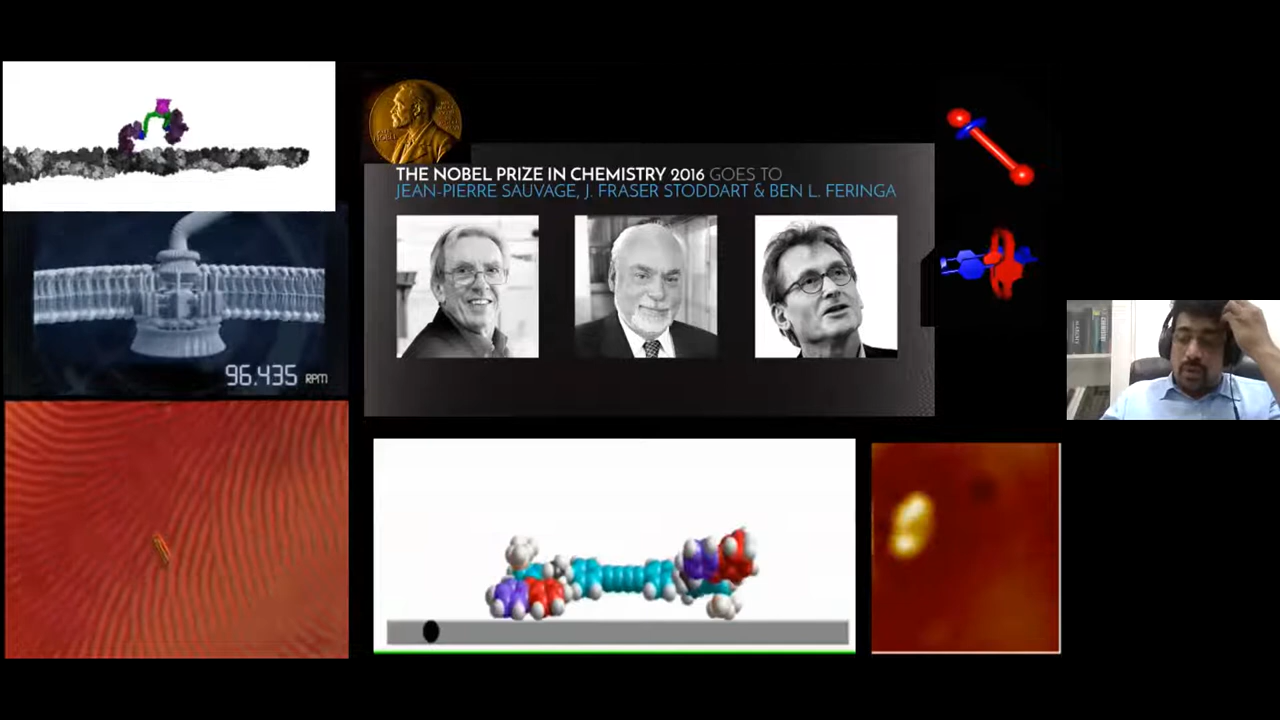 THE NOBEL PRIZE IN CHEMISTRY 2016 GOES TO
JEAN-PIERRE SAUVAGE, J. FRASER STODDART & BEN L. FERINGA
96.435 RPM